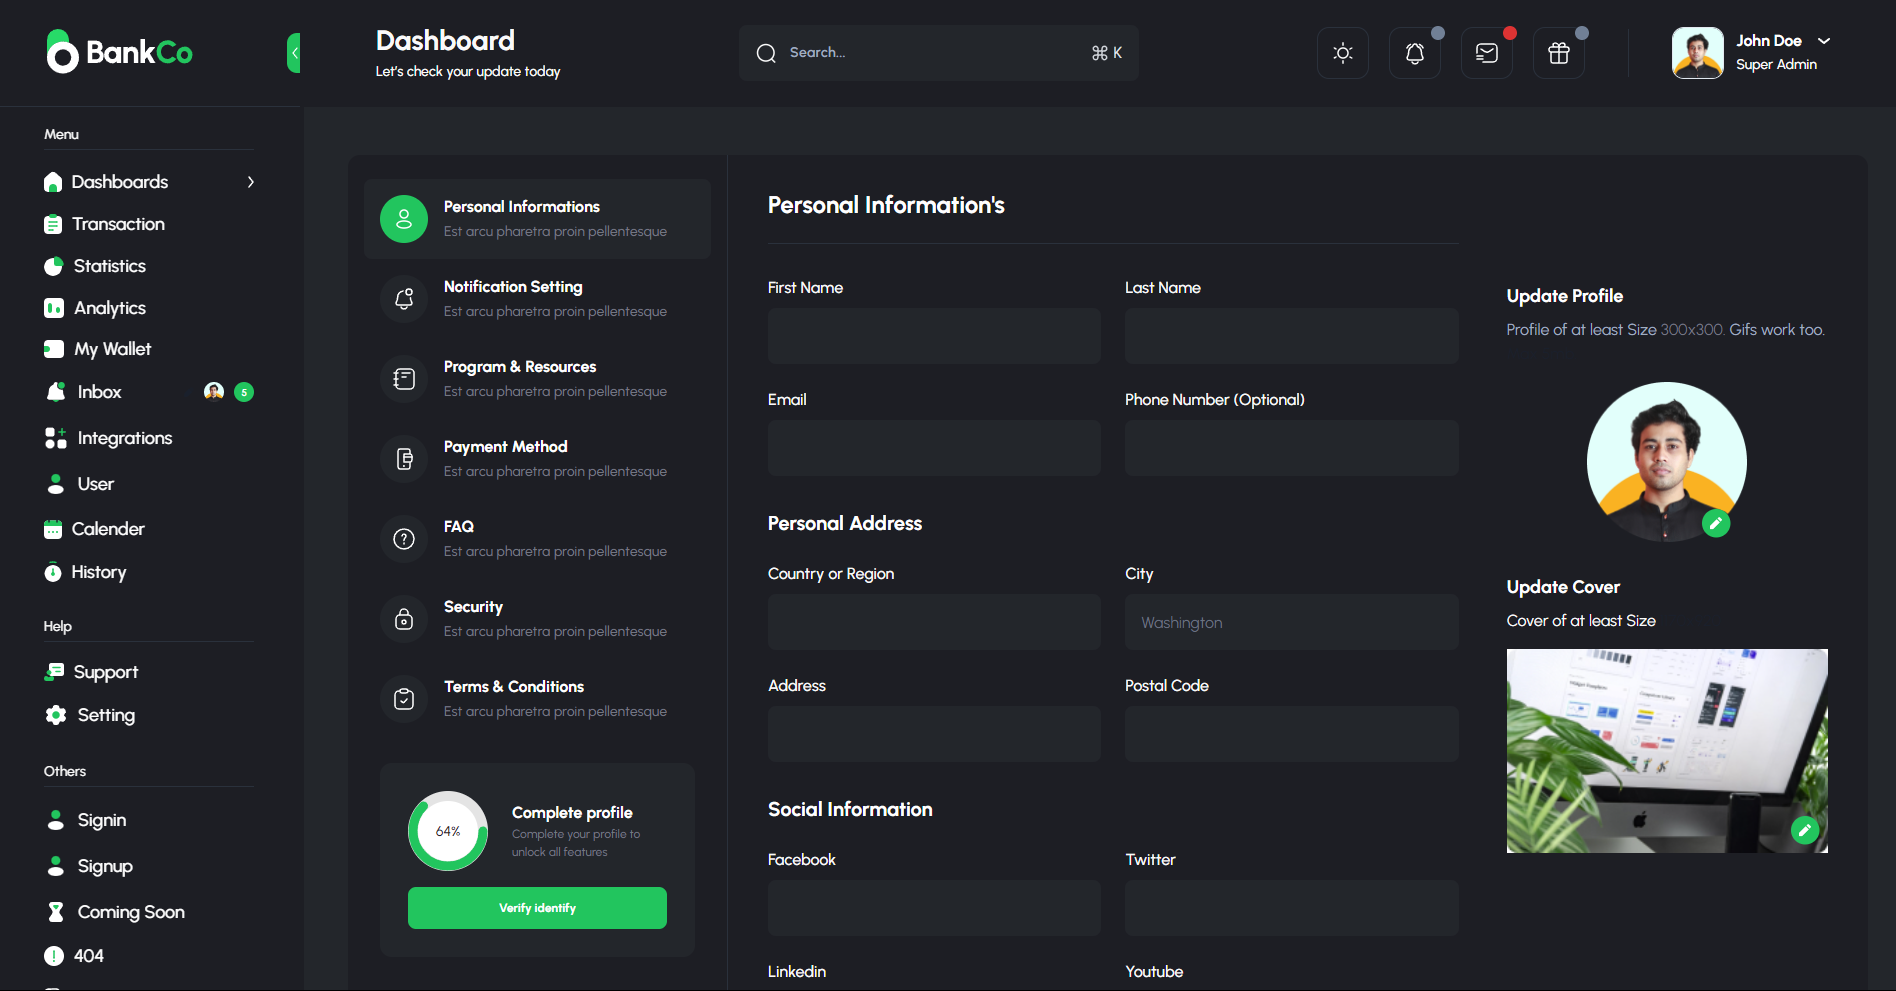 BankCo
Dashboard
Let's check your update today
Search...
⌘ K
John Doe
Super Admin
Menu
Dashboards
Transaction
Statistics
Analytics
My Wallet
Inbox
5
Integrations
User
Calender
History
Help
Support
Setting
Others
Signin
Signup
Coming Soon
404
Personal Informations
Est arcu pharetra proin pellentesque
Notification Setting
Est arcu pharetra proin pellentesque
Program & Resources
Est arcu pharetra proin pellentesque
Payment Method
Est arcu pharetra proin pellentesque
FAQ
Est arcu pharetra proin pellentesque
Security
Est arcu pharetra proin pellentesque
Terms & Conditions
Est arcu pharetra proin pellentesque
64%
Complete profile
Complete your profile to
unlock all features
Verify identify
Personal Information's
First Name
Last Name
Email
Phone Number (Optional)
Personal Address
Country or Region
City
Washington
Address
Postal Code
Social Information
Facebook
Twitter
Linkedin
Youtube
Update Profile
Profile of at least Size 300x300. Gifs work too.
Update Cover
Cover of at least Size